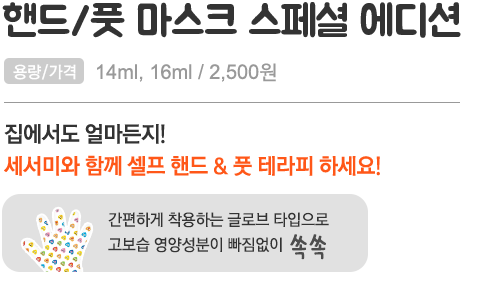 핸드/풋 마스크 스페셜 에디션
용량/가격 14ml, 16ml / 2,500원
집에서도 얼마든지!
세서미와 함께 셀프 핸드 & 풋 테라피 하세요!
간편하게 착용하는 글로브 타입으로
고보습 영양성분이 빠짐없이 쏙쏙